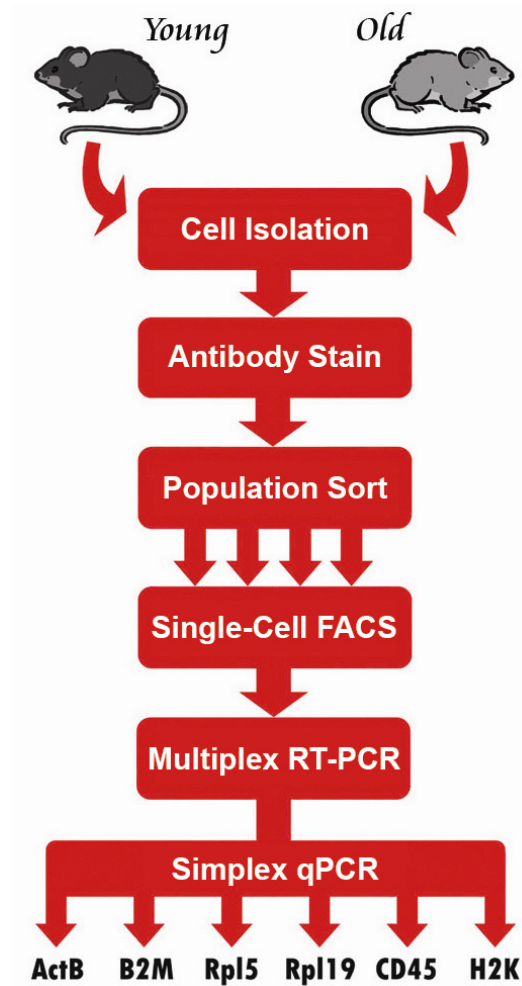 Young Old
Cell Isolation
Antibody Stain
Population Sort
Single-Cell FACS
Multiplex RT-PCR
Simplex qPCR
ActB B2M Rpl5 Rpl19 CD45 H2K